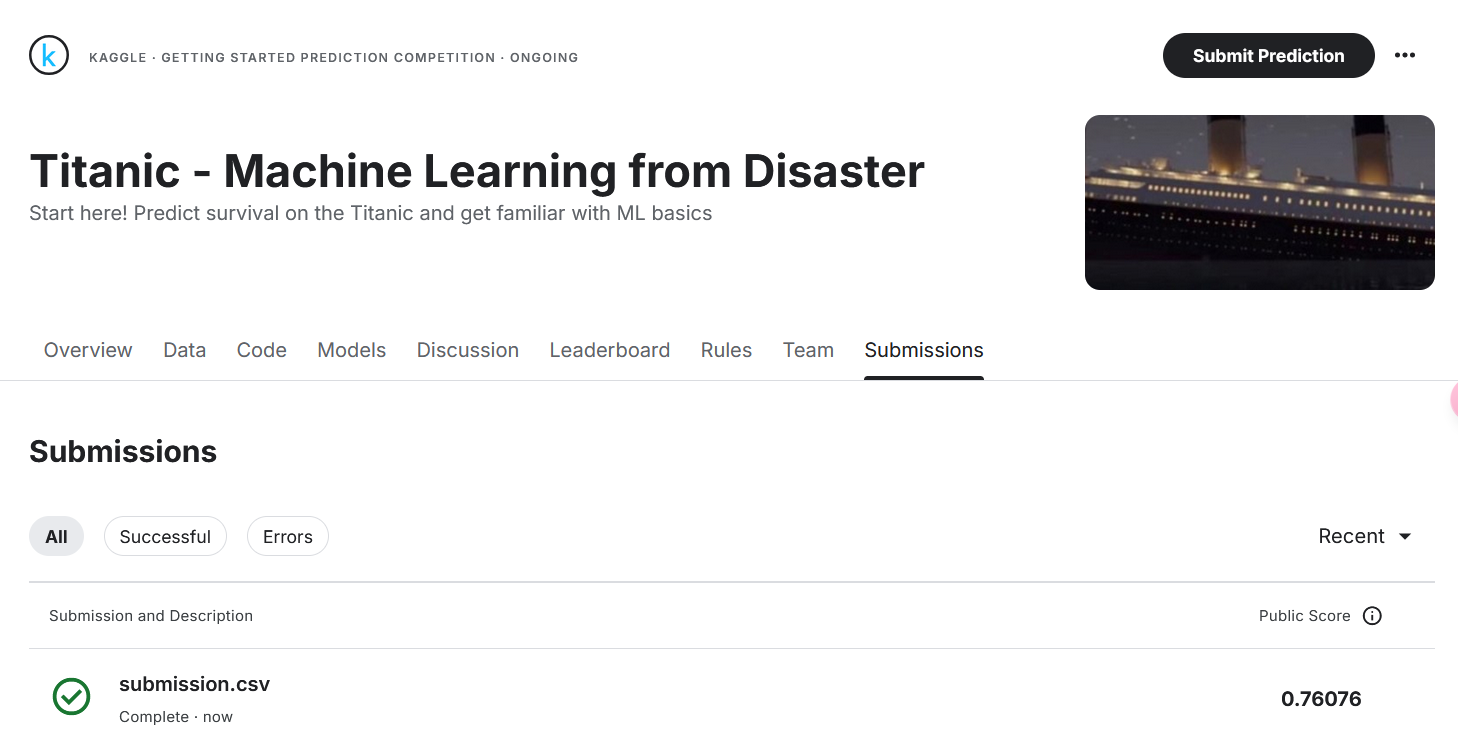 k
KAGGLE · GETTING STARTED PREDICTION COMPETITION · ONGOING
Submit Prediction
Titanic - Machine Learning from Disaster
Start here! Predict survival on the Titanic and get familiar with ML basics
Overview Data Code Models Discussion Leaderboard Rules Team Submissions
Submissions
All Successful Errors
Recent
Submission and Description Public Score
submission.csv
0.76076
Complete · now